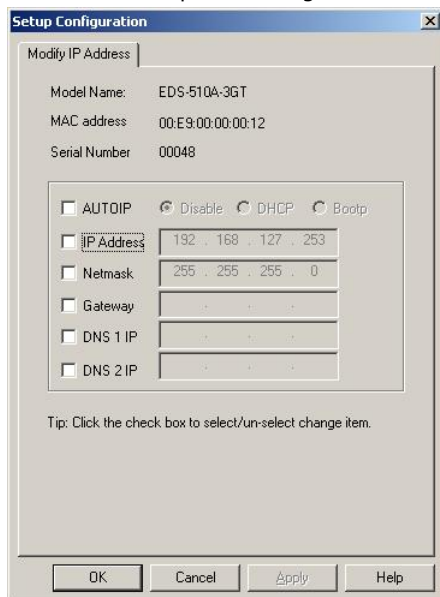 Setup Configuration
Modify IP Address
Model Name: EDS-510A-3GT
MAC address 00:E9:00:00:00:12
Serial Number 00048
AUTOIP Disable DHCP Bootp
IP Address 192 . 168 . 127 . 253
Netmask 255 . 255 . 255 . 0
Gateway . . .
DNS 1 IP . . .
DNS 2 IP . . .
Tip: Click the check box to select/un-select change item.
OK Cancel Apply Help